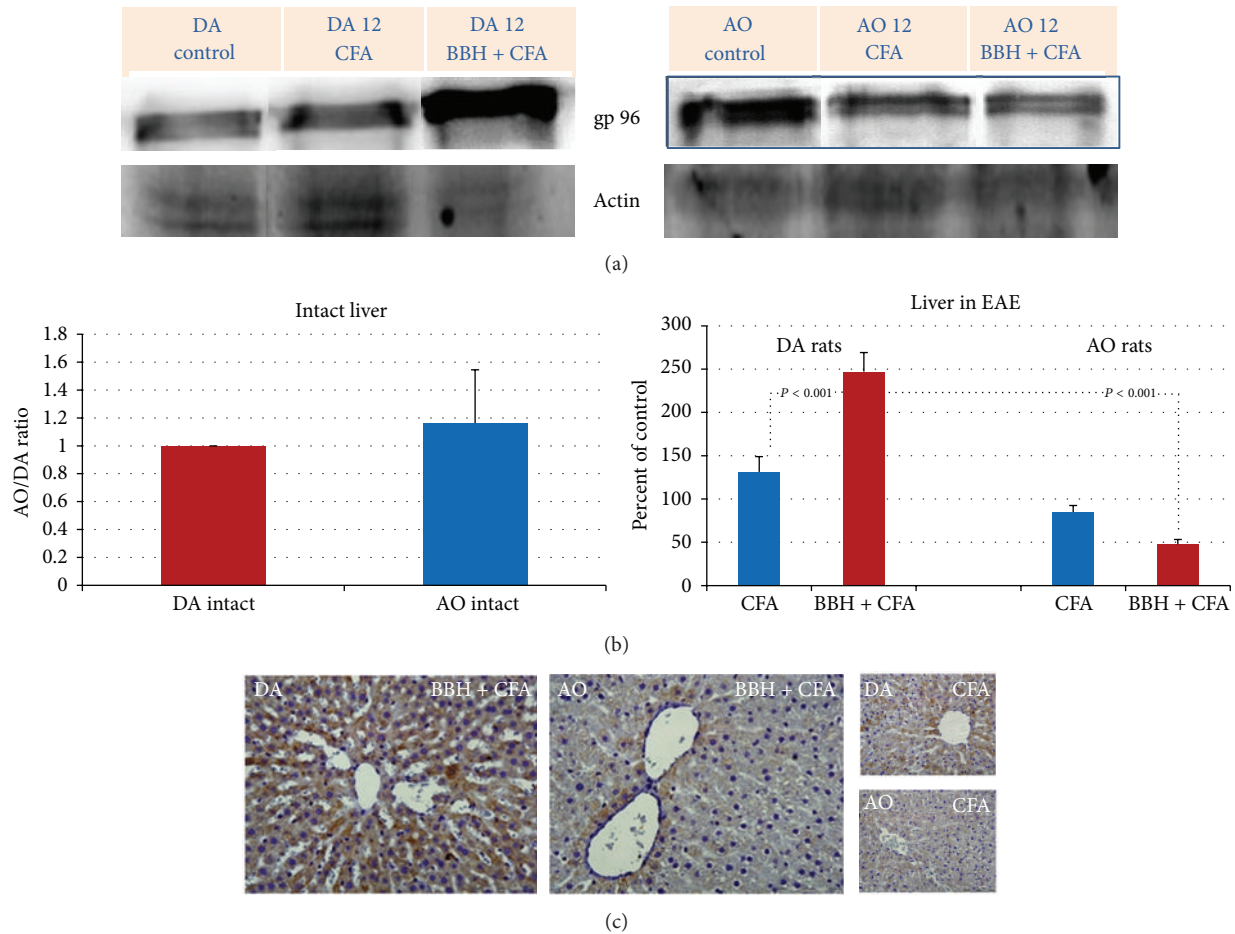 DA control
DA 12 CFA
DA 12 BBH + CFA
AO control
AO 12 CFA
AO 12 BBH + CFA
gp 96
Actin
(a)
Intact liver
AO/DA ratio
1.8
1.6
1.4
1.2
1
0.8
0.6
0.4
0.2
0
DA intact
AO intact
Liver in EAE
Percent of control
300
250
200
150
100
50
0
DA rats
AO rats
P < 0.001
P < 0.001
CFA
BBH + CFA
CFA
BBH + CFA
(b)
DA
BBH + CFA
AO
BBH + CFA
DA
CFA
AO
CFA
(c)